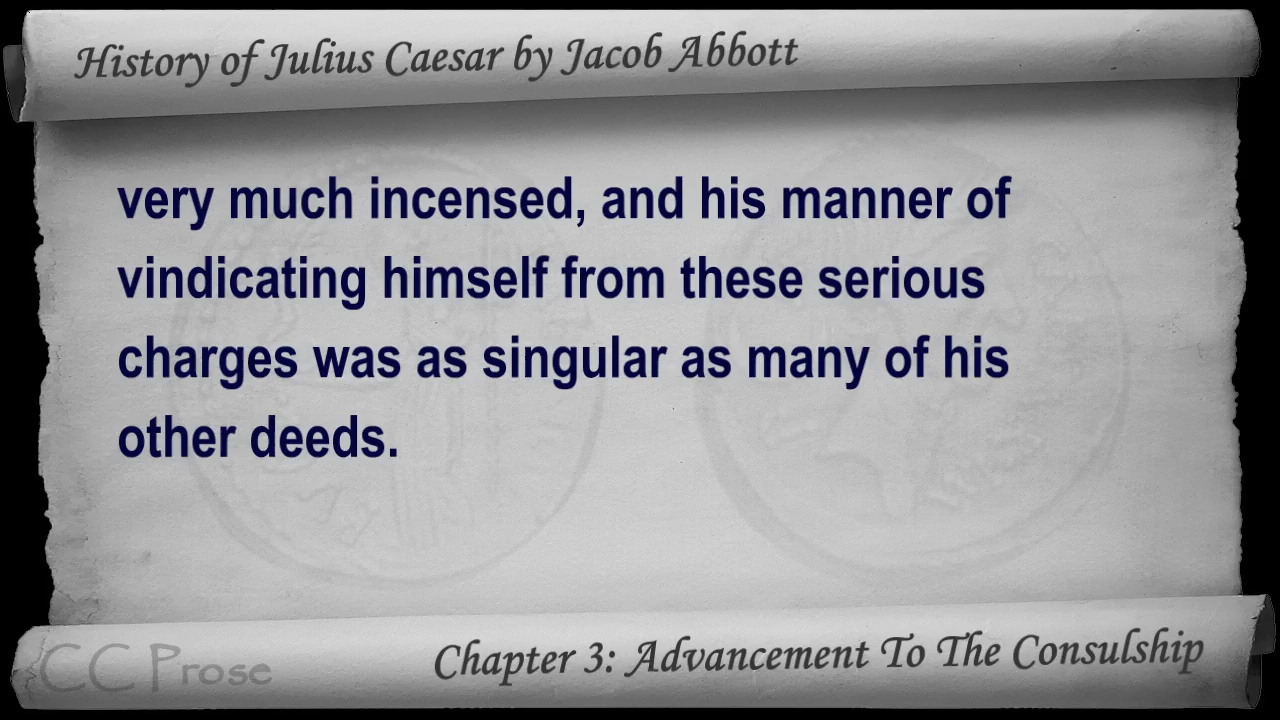 History of Julius Caesar by Jacob Abbott
very much incensed, and his manner of
vindicating himself from these serious
charges was as singular as many of his
other deeds.
CC Prose
Chapter 3: Advancement To The Consulship